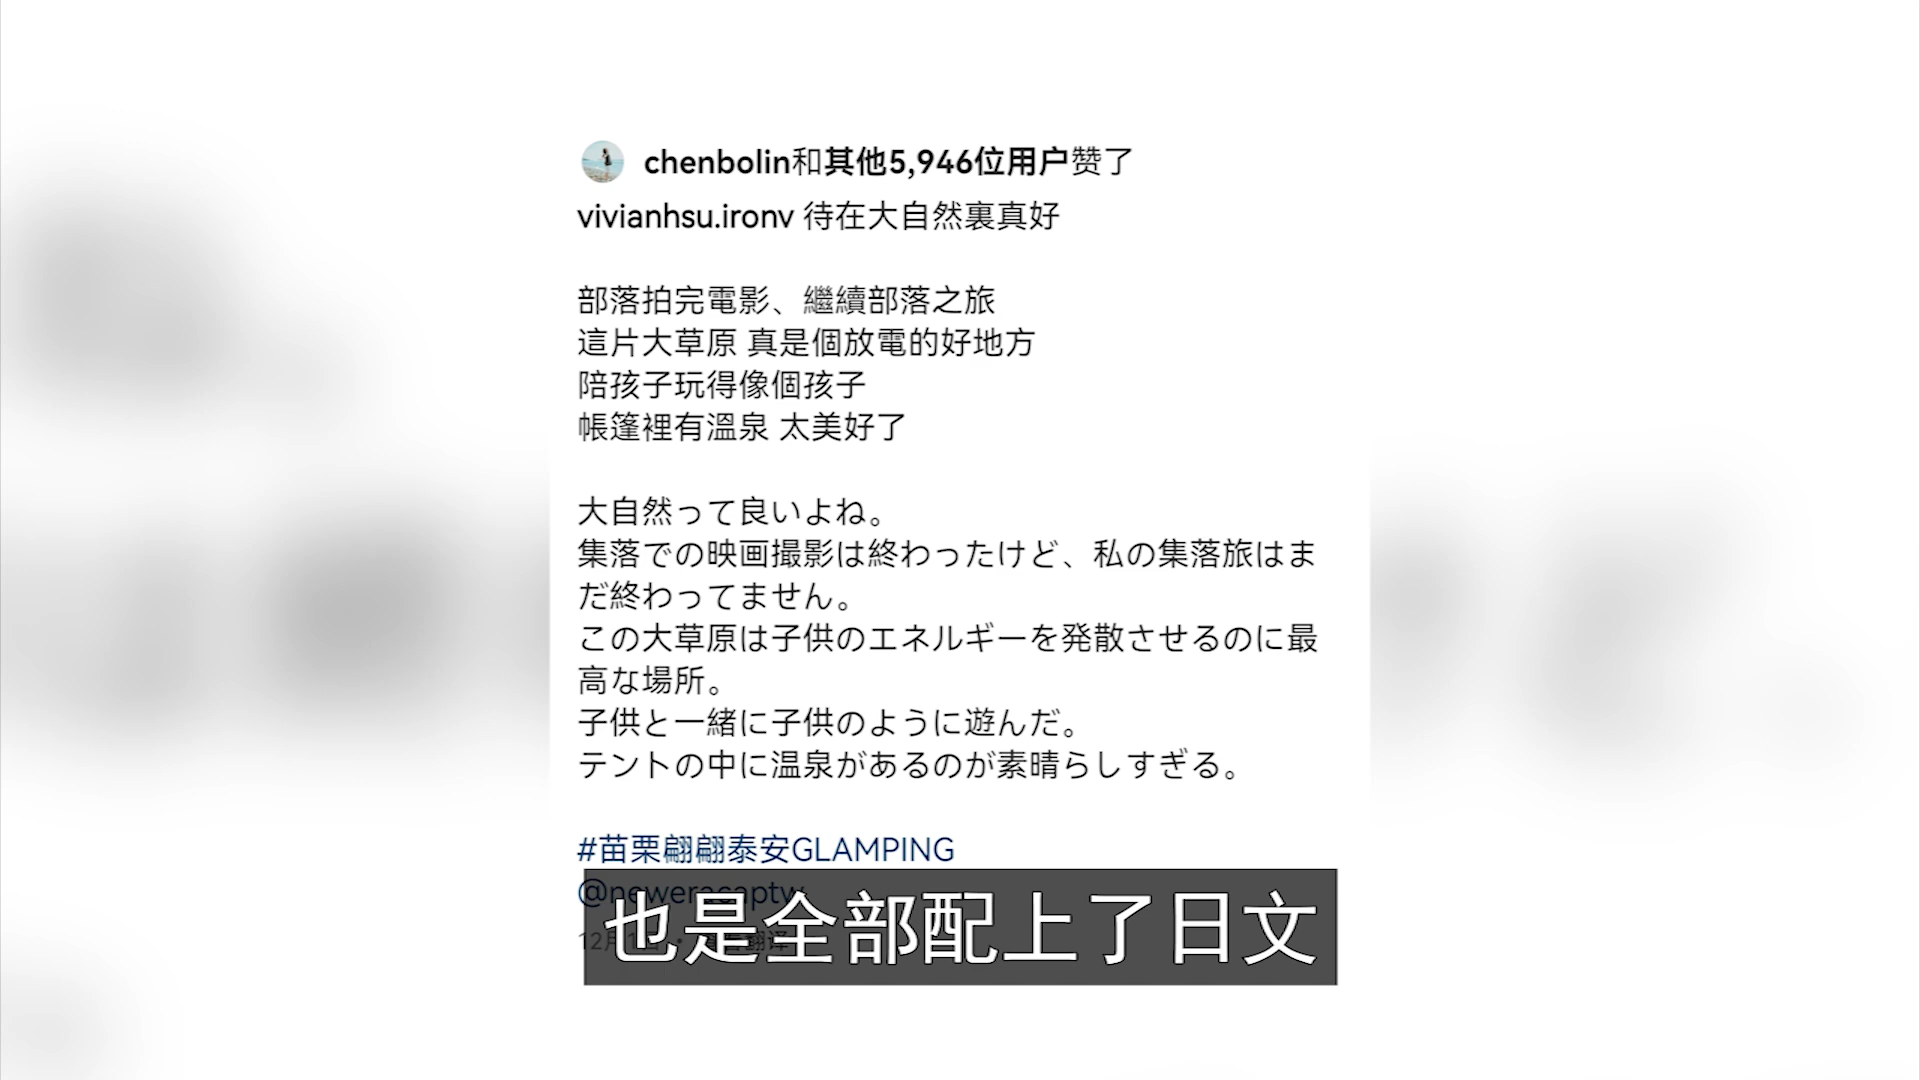 chenbolin和其他5,946位用户赞了
vivianhsu.ironv 待在大自然裏真好
部落拍完電影、繼續部落之旅
這片大草原 真是個放電的好地方
陪孩子玩得像個孩子
帳篷裡有溫泉 太美好了
大自然って良いよね。
集落での映画撮影は終わったけど、私の集落旅はま
だ終わってません。
この大草原は子供のエネルギーを発散させるのに最
高な場所。
子供と一緒に子供のように遊んだ。
テントの中に温泉があるのが素晴らしすぎる。
#苗栗翩翩泰安GLAMPING
@neweracaptw
也是全部配上了日文